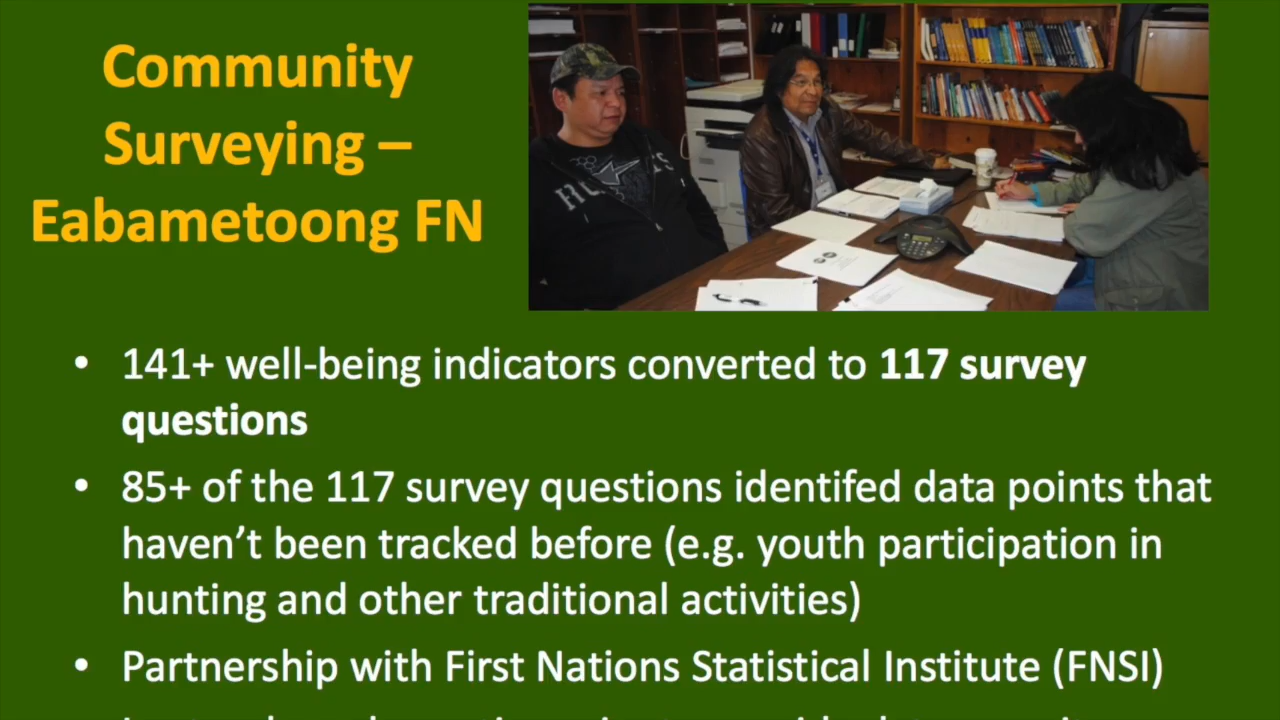 Community
Surveying –
Eabametoong FN
• 141+ well-being indicators converted to 117 survey
questions
• 85+ of the 117 survey questions identifed data points that
haven’t been tracked before (e.g. youth participation in
hunting and other traditional activities)
• Partnership with First Nations Statistical Institute (FNSI)